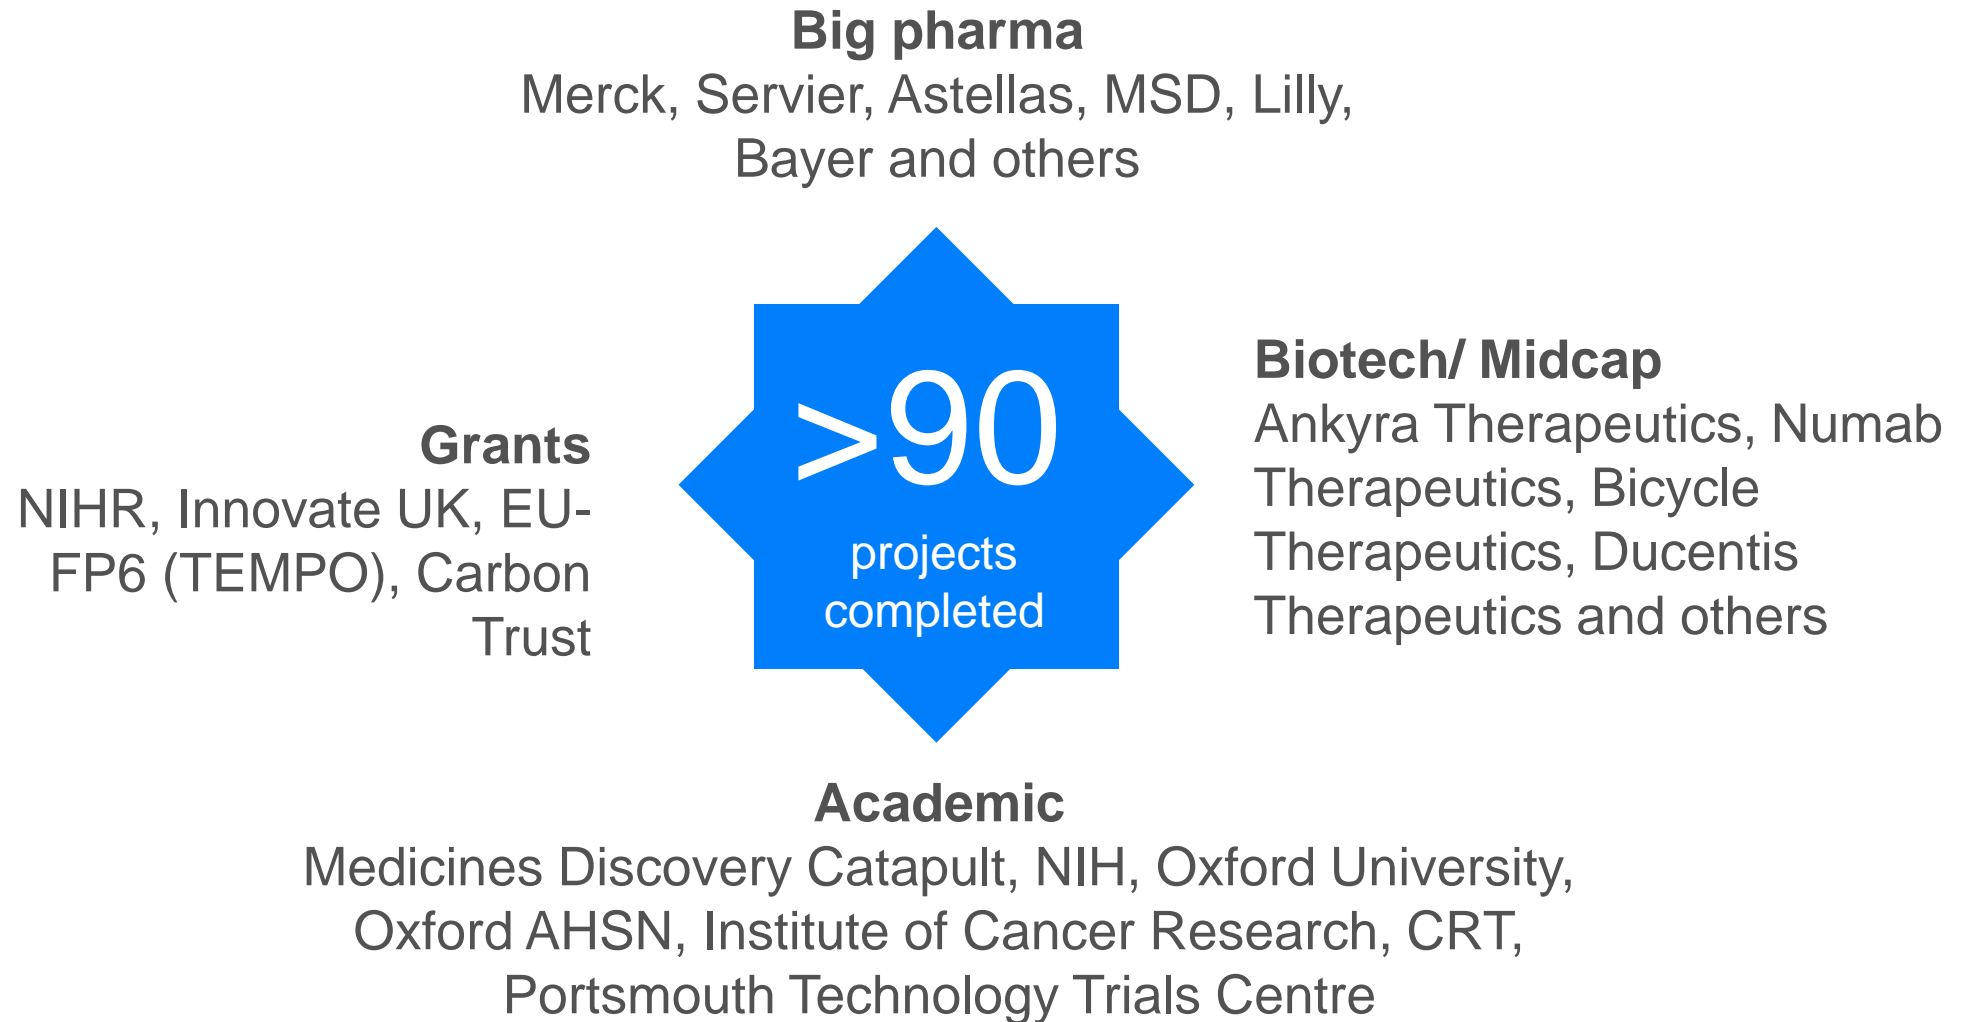 Big pharma
Merck, Servier, Astellas, MSD, Lilly,
Bayer and others
Grants
NIHR, Innovate UK, EU-
FP6 (TEMPO), Carbon
Trust
>90
projects
completed
Biotech/ Midcap
Ankyra Therapeutics, Numab
Therapeutics, Bicycle
Therapeutics, Ducentis
Therapeutics and others
Academic
Medicines Discovery Catapult, NIH, Oxford University,
Oxford AHSN, Institute of Cancer Research, CRT,
Portsmouth Technology Trials Centre